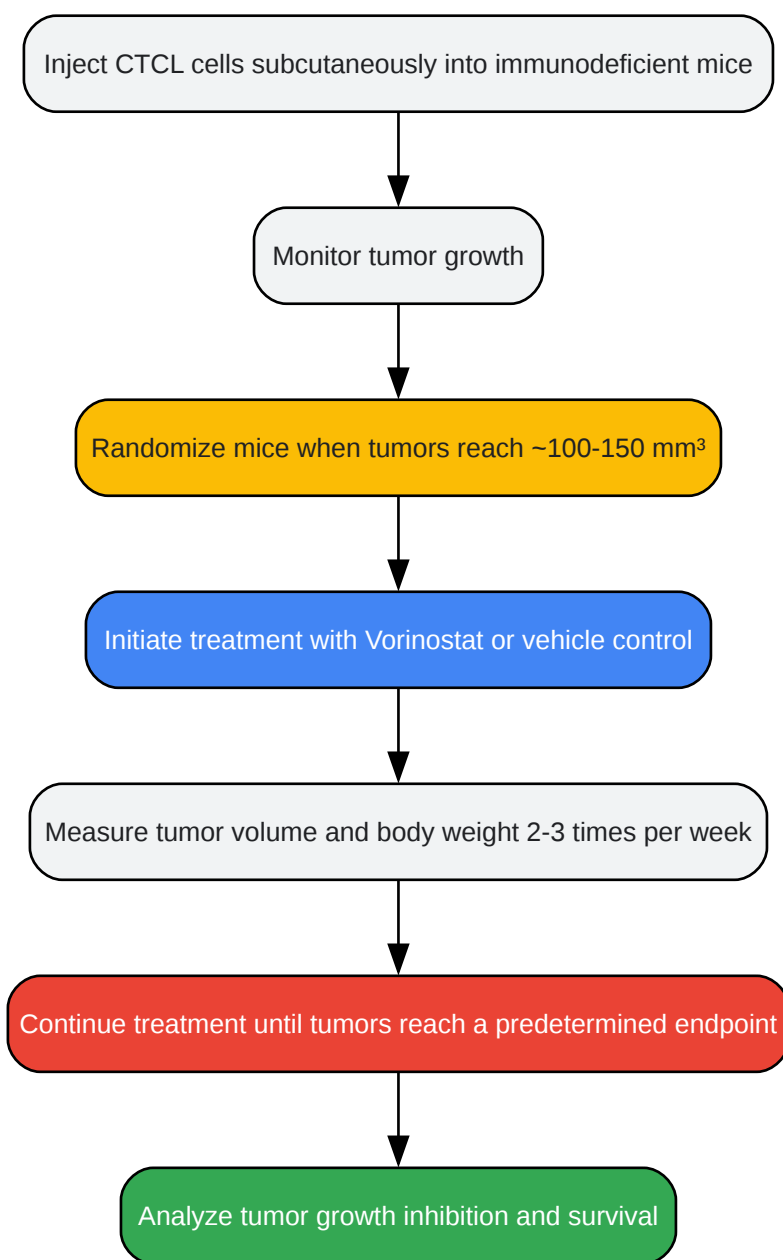 Inject CTCL cells subcutaneously into immunodeficient mice
Monitor tumor growth
Randomize mice when tumors reach ~100-150 mm³
Initiate treatment with Vorinostat or vehicle control
Measure tumor volume and body weight 2-3 times per week
Continue treatment until tumors reach a predetermined endpoint
Analyze tumor growth inhibition and survival